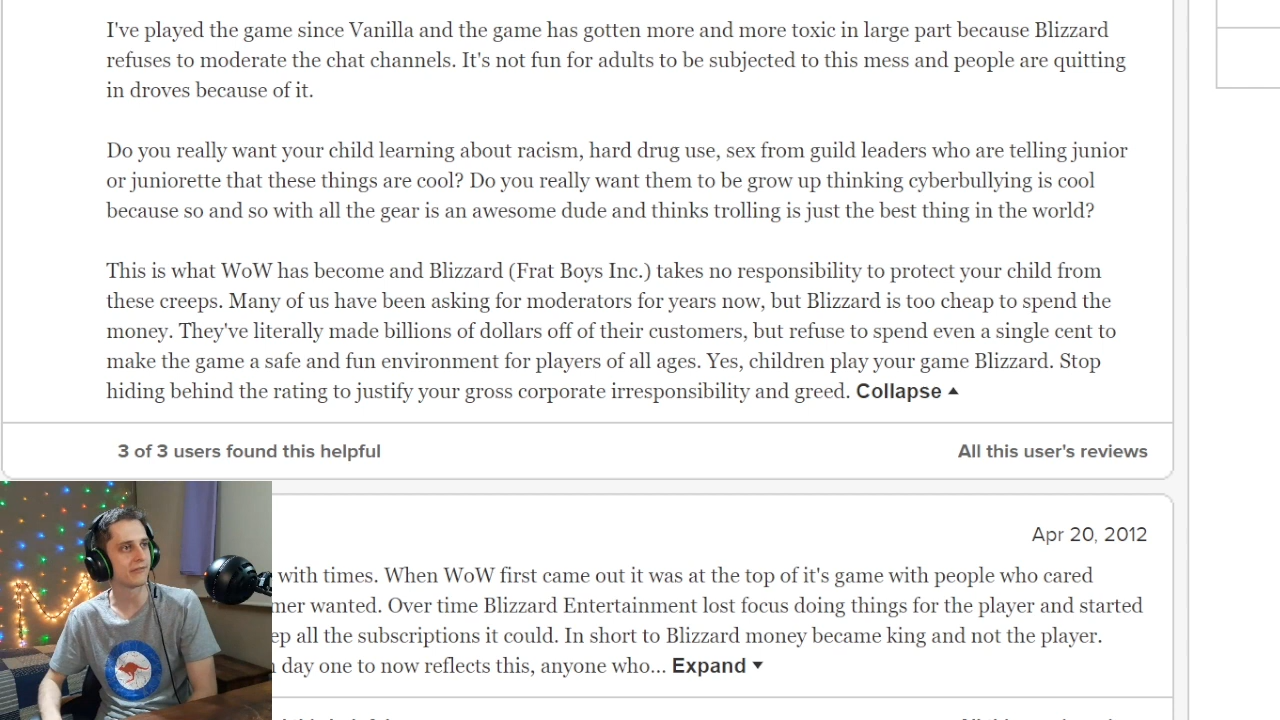 I've played the game since Vanilla and the game has gotten more and more toxic in large part because Blizzard
refuses to moderate the chat channels. It's not fun for adults to be subjected to this mess and people are quitting
in droves because of it.
Do you really want your child learning about racism, hard drug use, sex from guild leaders who are telling junior
or juniorette that these things are cool? Do you really want them to be grow up thinking cyberbullying is cool
because so and so with all the gear is an awesome dude and thinks trolling is just the best thing in the world?
This is what WoW has become and Blizzard (Frat Boys Inc.) takes no responsibility to protect your child from
these creeps. Many of us have been asking for moderators for years now, but Blizzard is too cheap to spend the
money. They've literally made billions of dollars off of their customers, but refuse to spend even a single cent to
make the game a safe and fun environment for players of all ages. Yes, children play your game Blizzard. Stop
hiding behind the rating to justify your gross corporate irresponsibility and greed. Collapse
3 of 3 users found this helpful
All this user's reviews
Apr 20, 2012
with times. When WoW first came out it was at the top of it's game with people who cared
wanted. Over time Blizzard Entertainment lost focus doing things for the player and started
all the subscriptions it could. In short to Blizzard money became king and not the player.
day one to now reflects this, anyone who... Expand